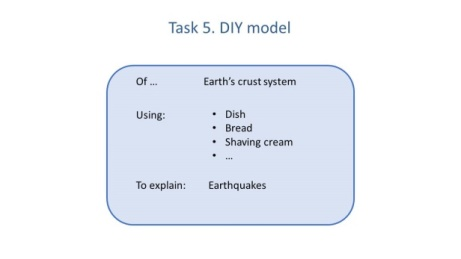 Task 5. DIY model
Of ... Earth's crust system
Using: • Dish
• Bread
• Shaving cream
• ...
To explain: Earthquakes